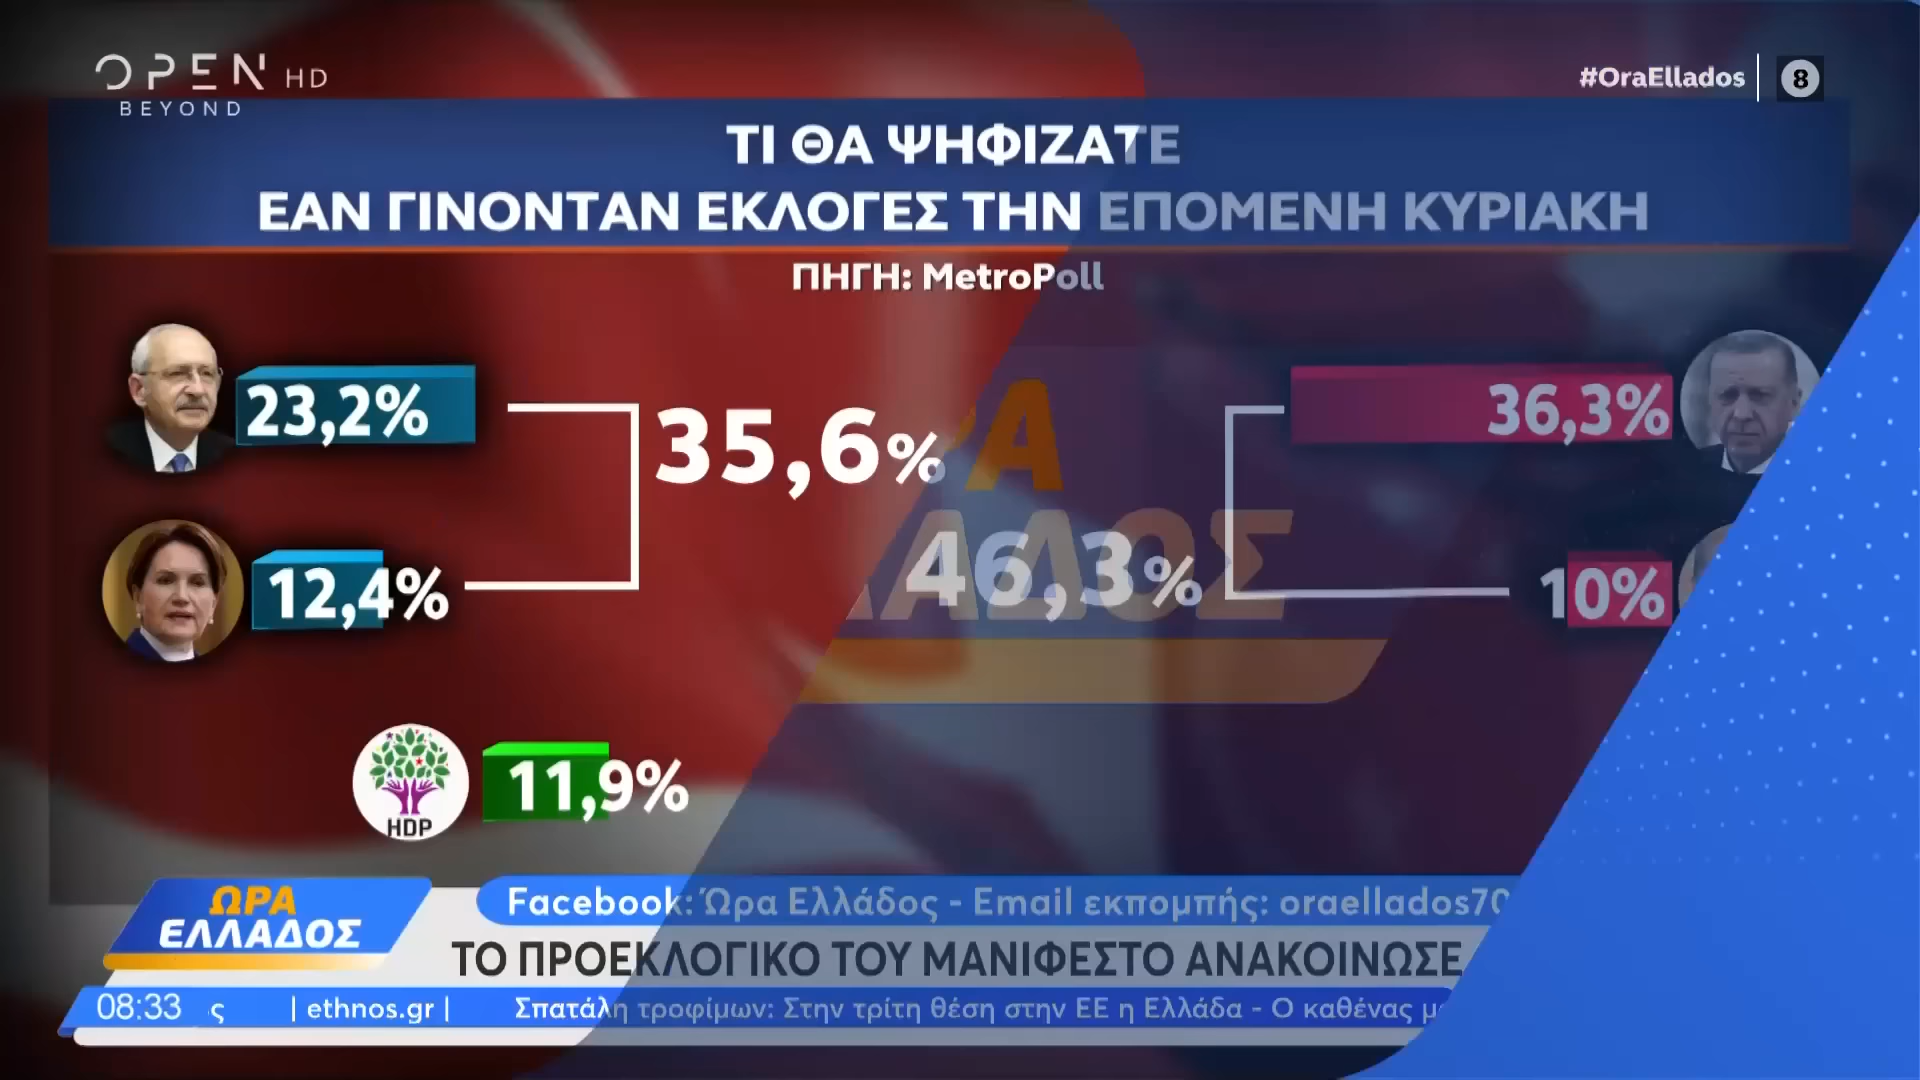 OPEN HD
BEYOND
#OraEllados
8
ΤΙ ΘΑ ΨΗΦΙΖΑΤΕ
ΕΑΝ ΓΙΝΟΝΤΑΝ ΕΚΛΟΓΕΣ ΤΗΝ ΕΠΟΜΕΝΗ ΚΥΡΙΑΚΗ
ΠΗΓΗ: MetroPoll
23,2%
35,6%
36,3%
12,4%
46,3%
10%
HDP
11,9%
ΩΡΑ
ΕΛΛΑΔΟΣ
Facebook: Ώρα Ελλάδος - Email εκπομπής: oraellados70
ΤΟ ΠΡΟΕΚΛΟΓΙΚΟ ΤΟΥ ΜΑΝΙΦΕΣΤΟ ΑΝΑΚΟΙΝΩΣΕ
08:33 ς | ethnos.gr | Σπατάλη τροφίμων: Στην τρίτη θέση στην ΕΕ η Ελλάδα - Ο καθένας